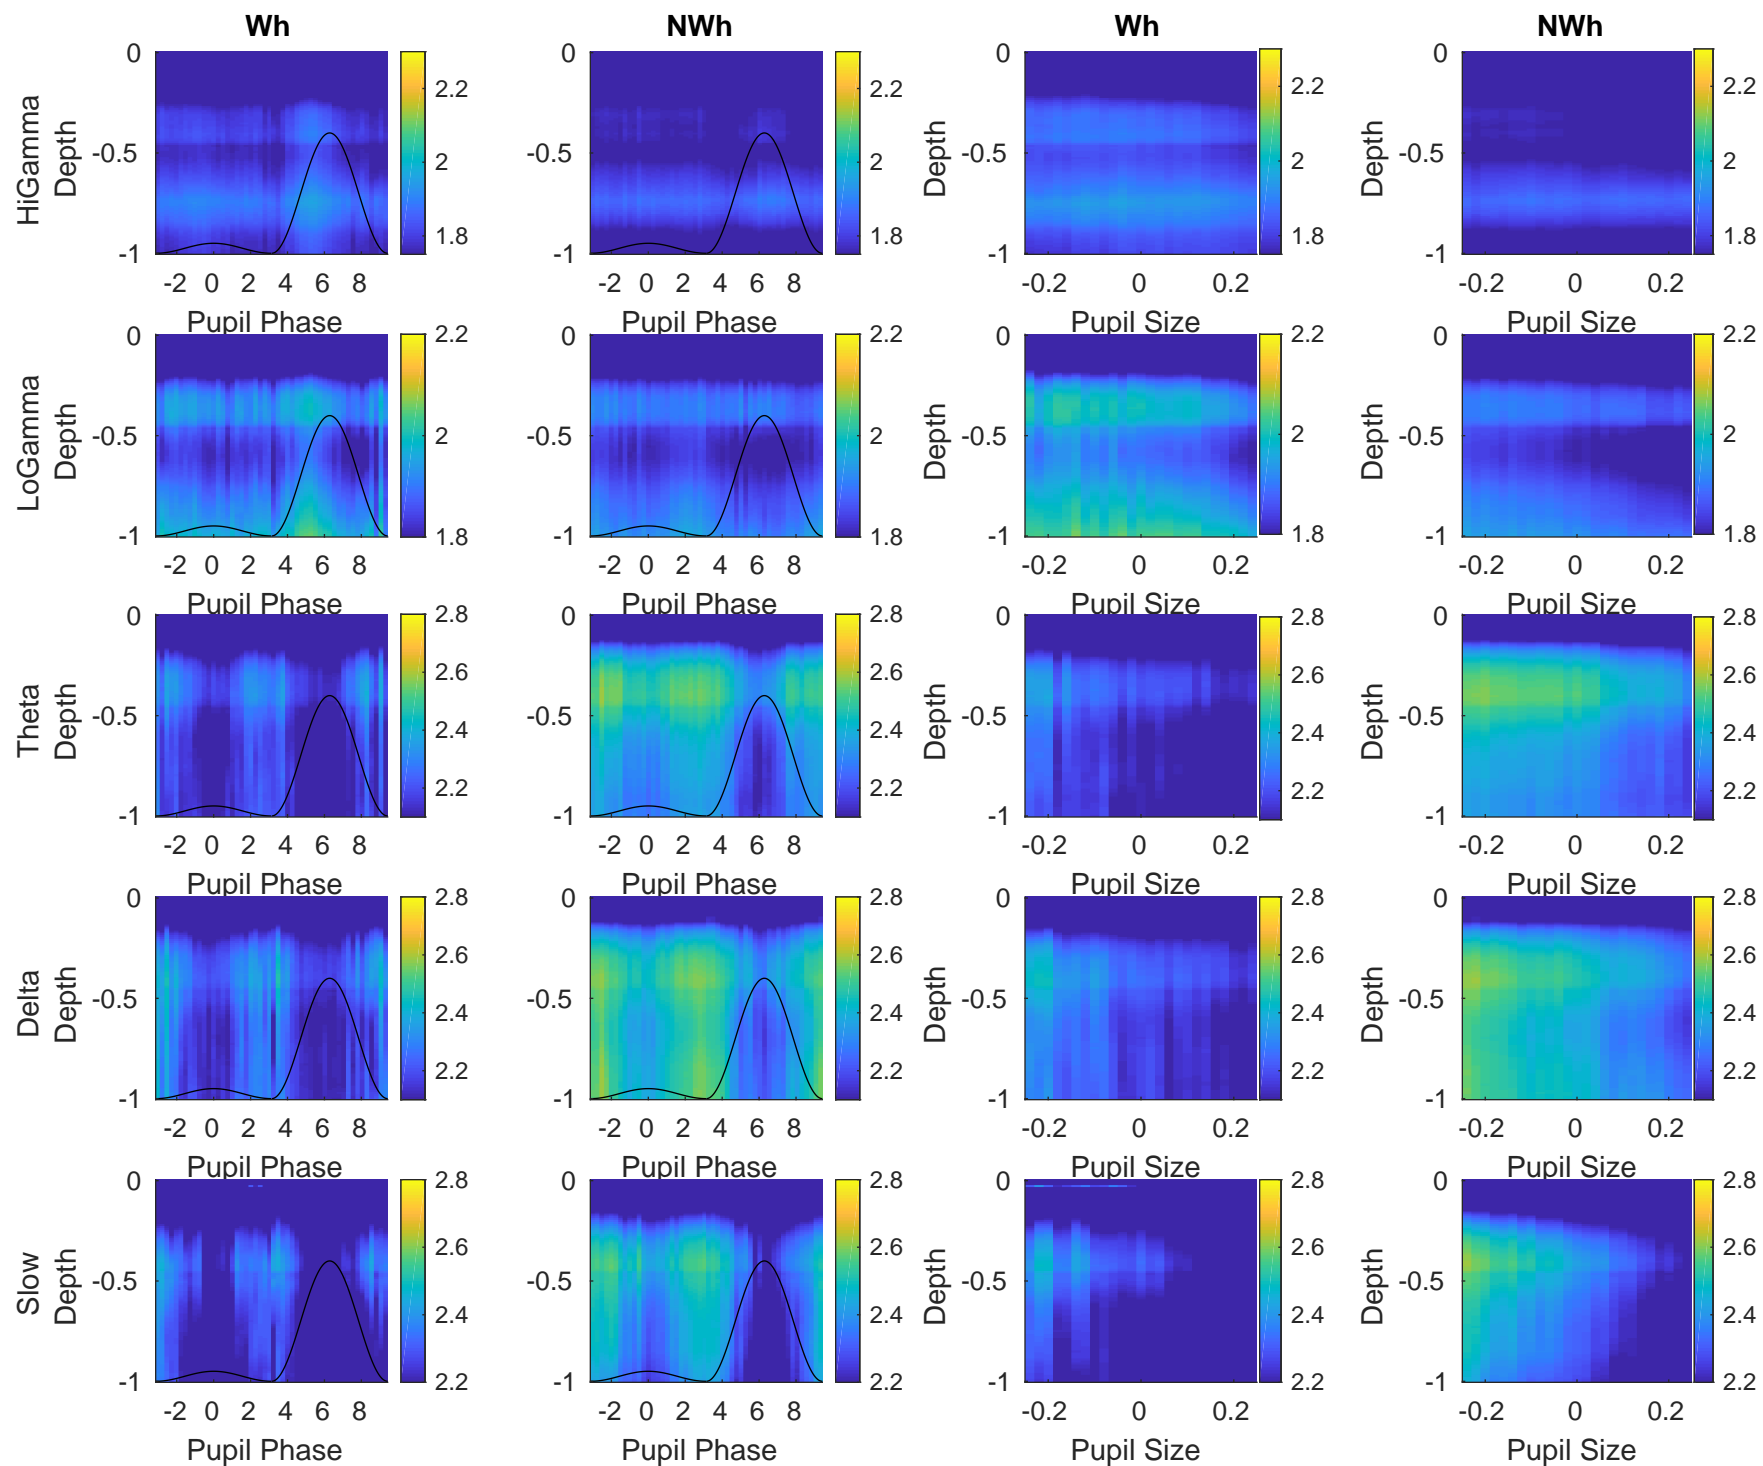 Wh NWh Wh NWh
HiGamma
Depth 0 -0.5 -1
-2 0 2 4 6 8
Pupil Phase
2.2 2 1.8
Depth 0 -0.5 -1
-2 0 2 4 6 8
Pupil Phase
2.2 2 1.8
Depth 0 -0.5 -1
-0.2 0 0.2
Pupil Size
2.2 2 1.8
Depth 0 -0.5 -1
-0.2 0 0.2
Pupil Size
2.2 2 1.8
LoGamma
Depth 0 -0.5 -1
-2 0 2 4 6 8
Pupil Phase
2.2 2 1.8
Depth 0 -0.5 -1
-2 0 2 4 6 8
Pupil Phase
2.2 2 1.8
Depth 0 -0.5 -1
-0.2 0 0.2
Pupil Size
2.2 2 1.8
Depth 0 -0.5 -1
-0.2 0 0.2
Pupil Size
2.2 2 1.8
Theta
Depth 0 -0.5 -1
-2 0 2 4 6 8
Pupil Phase
2.8 2.6 2.4 2.2
Depth 0 -0.5 -1
-2 0 2 4 6 8
Pupil Phase
2.8 2.6 2.4 2.2
Depth 0 -0.5 -1
-0.2 0 0.2
Pupil Size
2.8 2.6 2.4 2.2
Depth 0 -0.5 -1
-0.2 0 0.2
Pupil Size
2.8 2.6 2.4 2.2
Delta
Depth 0 -0.5 -1
-2 0 2 4 6 8
Pupil Phase
2.8 2.6 2.4 2.2
Depth 0 -0.5 -1
-2 0 2 4 6 8
Pupil Phase
2.8 2.6 2.4 2.2
Depth 0 -0.5 -1
-0.2 0 0.2
Pupil Size
2.8 2.6 2.4 2.2
Depth 0 -0.5 -1
-0.2 0 0.2
Pupil Size
2.8 2.6 2.4 2.2
Slow
Depth 0 -0.5 -1
-2 0 2 4 6 8
Pupil Phase
2.8 2.6 2.4 2.2
Depth 0 -0.5 -1
-2 0 2 4 6 8
Pupil Phase
2.8 2.6 2.4 2.2
Depth 0 -0.5 -1
-0.2 0 0.2
Pupil Size
2.8 2.6 2.4 2.2
Depth 0 -0.5 -1
-0.2 0 0.2
Pupil Size
2.8 2.6 2.4 2.2